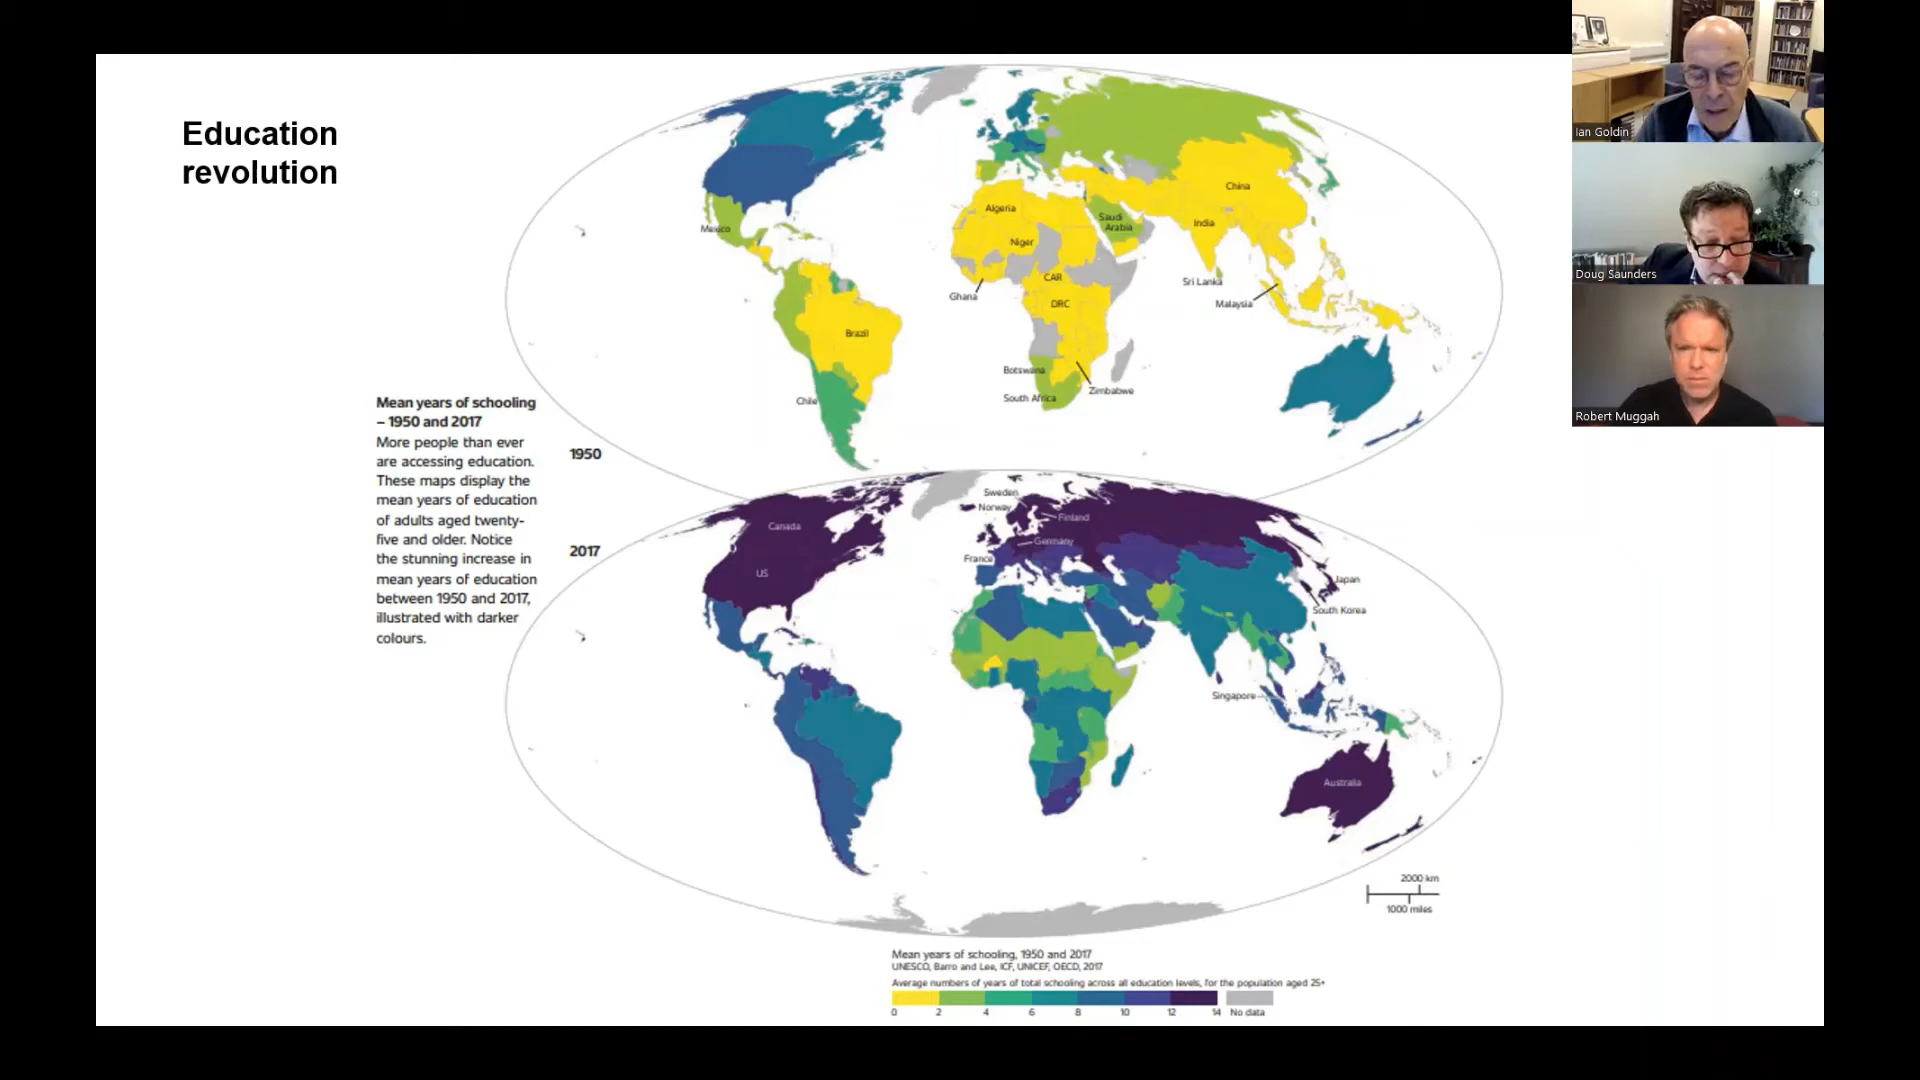 Education
revolution
Mean years of schooling
– 1950 and 2017
More people than ever
are accessing education.
These maps display the
mean years of education
of adults aged twenty-
five and older. Notice
the stunning increase in
mean years of education
between 1950 and 2017,
illustrated with darker
colours.
1950
Mexico
Brazil
Chile
Algeria
Niger
Ghana
CAR
DRC
Botswana
South Africa
Zimbabwe
Saudi
Arabia
China
India
Sri Lanka
Malaysia
2017
Canada
US
Sweden
Norway
Finland
Germany
France
Japan
South Korea
Singapore
Australia
2000 km
1000 miles
Mean years of schooling, 1950 and 2017
UNESCO, Barro and Lee, ICF, UNICEF, OECD, 2017
Average numbers of years of total schooling across all education levels, for the population aged 25+
0 2 4 6 8 10 12 14 No data
Ian Goldin
Doug Saunders
Robert Muggah